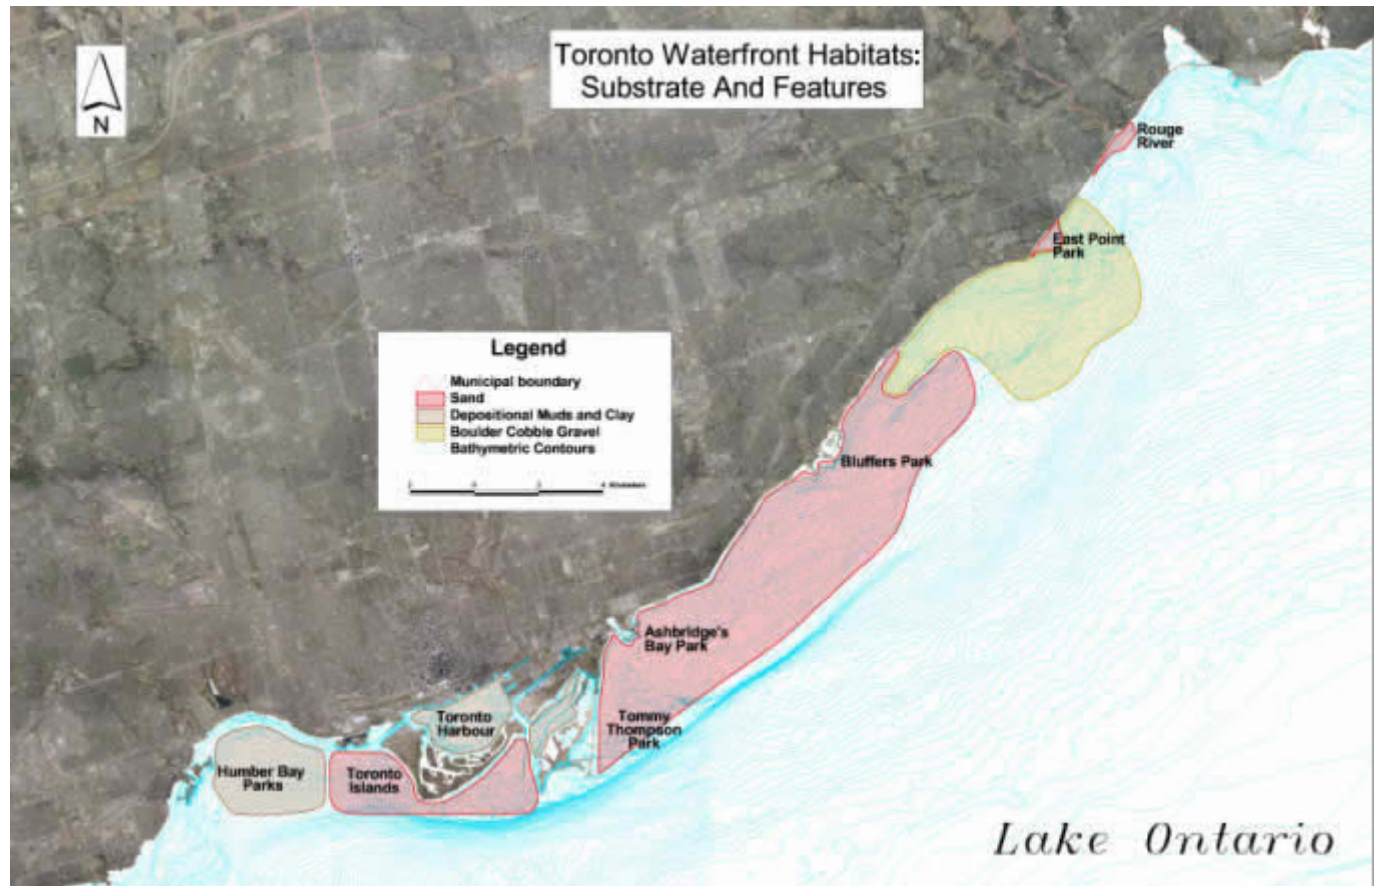 Toronto Waterfront Habitats:
Substrate And Features
N
Rouge
River
East Point
Park
Legend
Municipal boundary
Sand
Depositional Muds and Clay
Boulder Cobble Gravel
Bathymetric Contours
Bluffers Park
Ashbridge's
Bay Park
Toronto
Harbour
Tommy
Thompson
Park
Humber Bay
Parks
Toronto
Islands
Lake Ontario